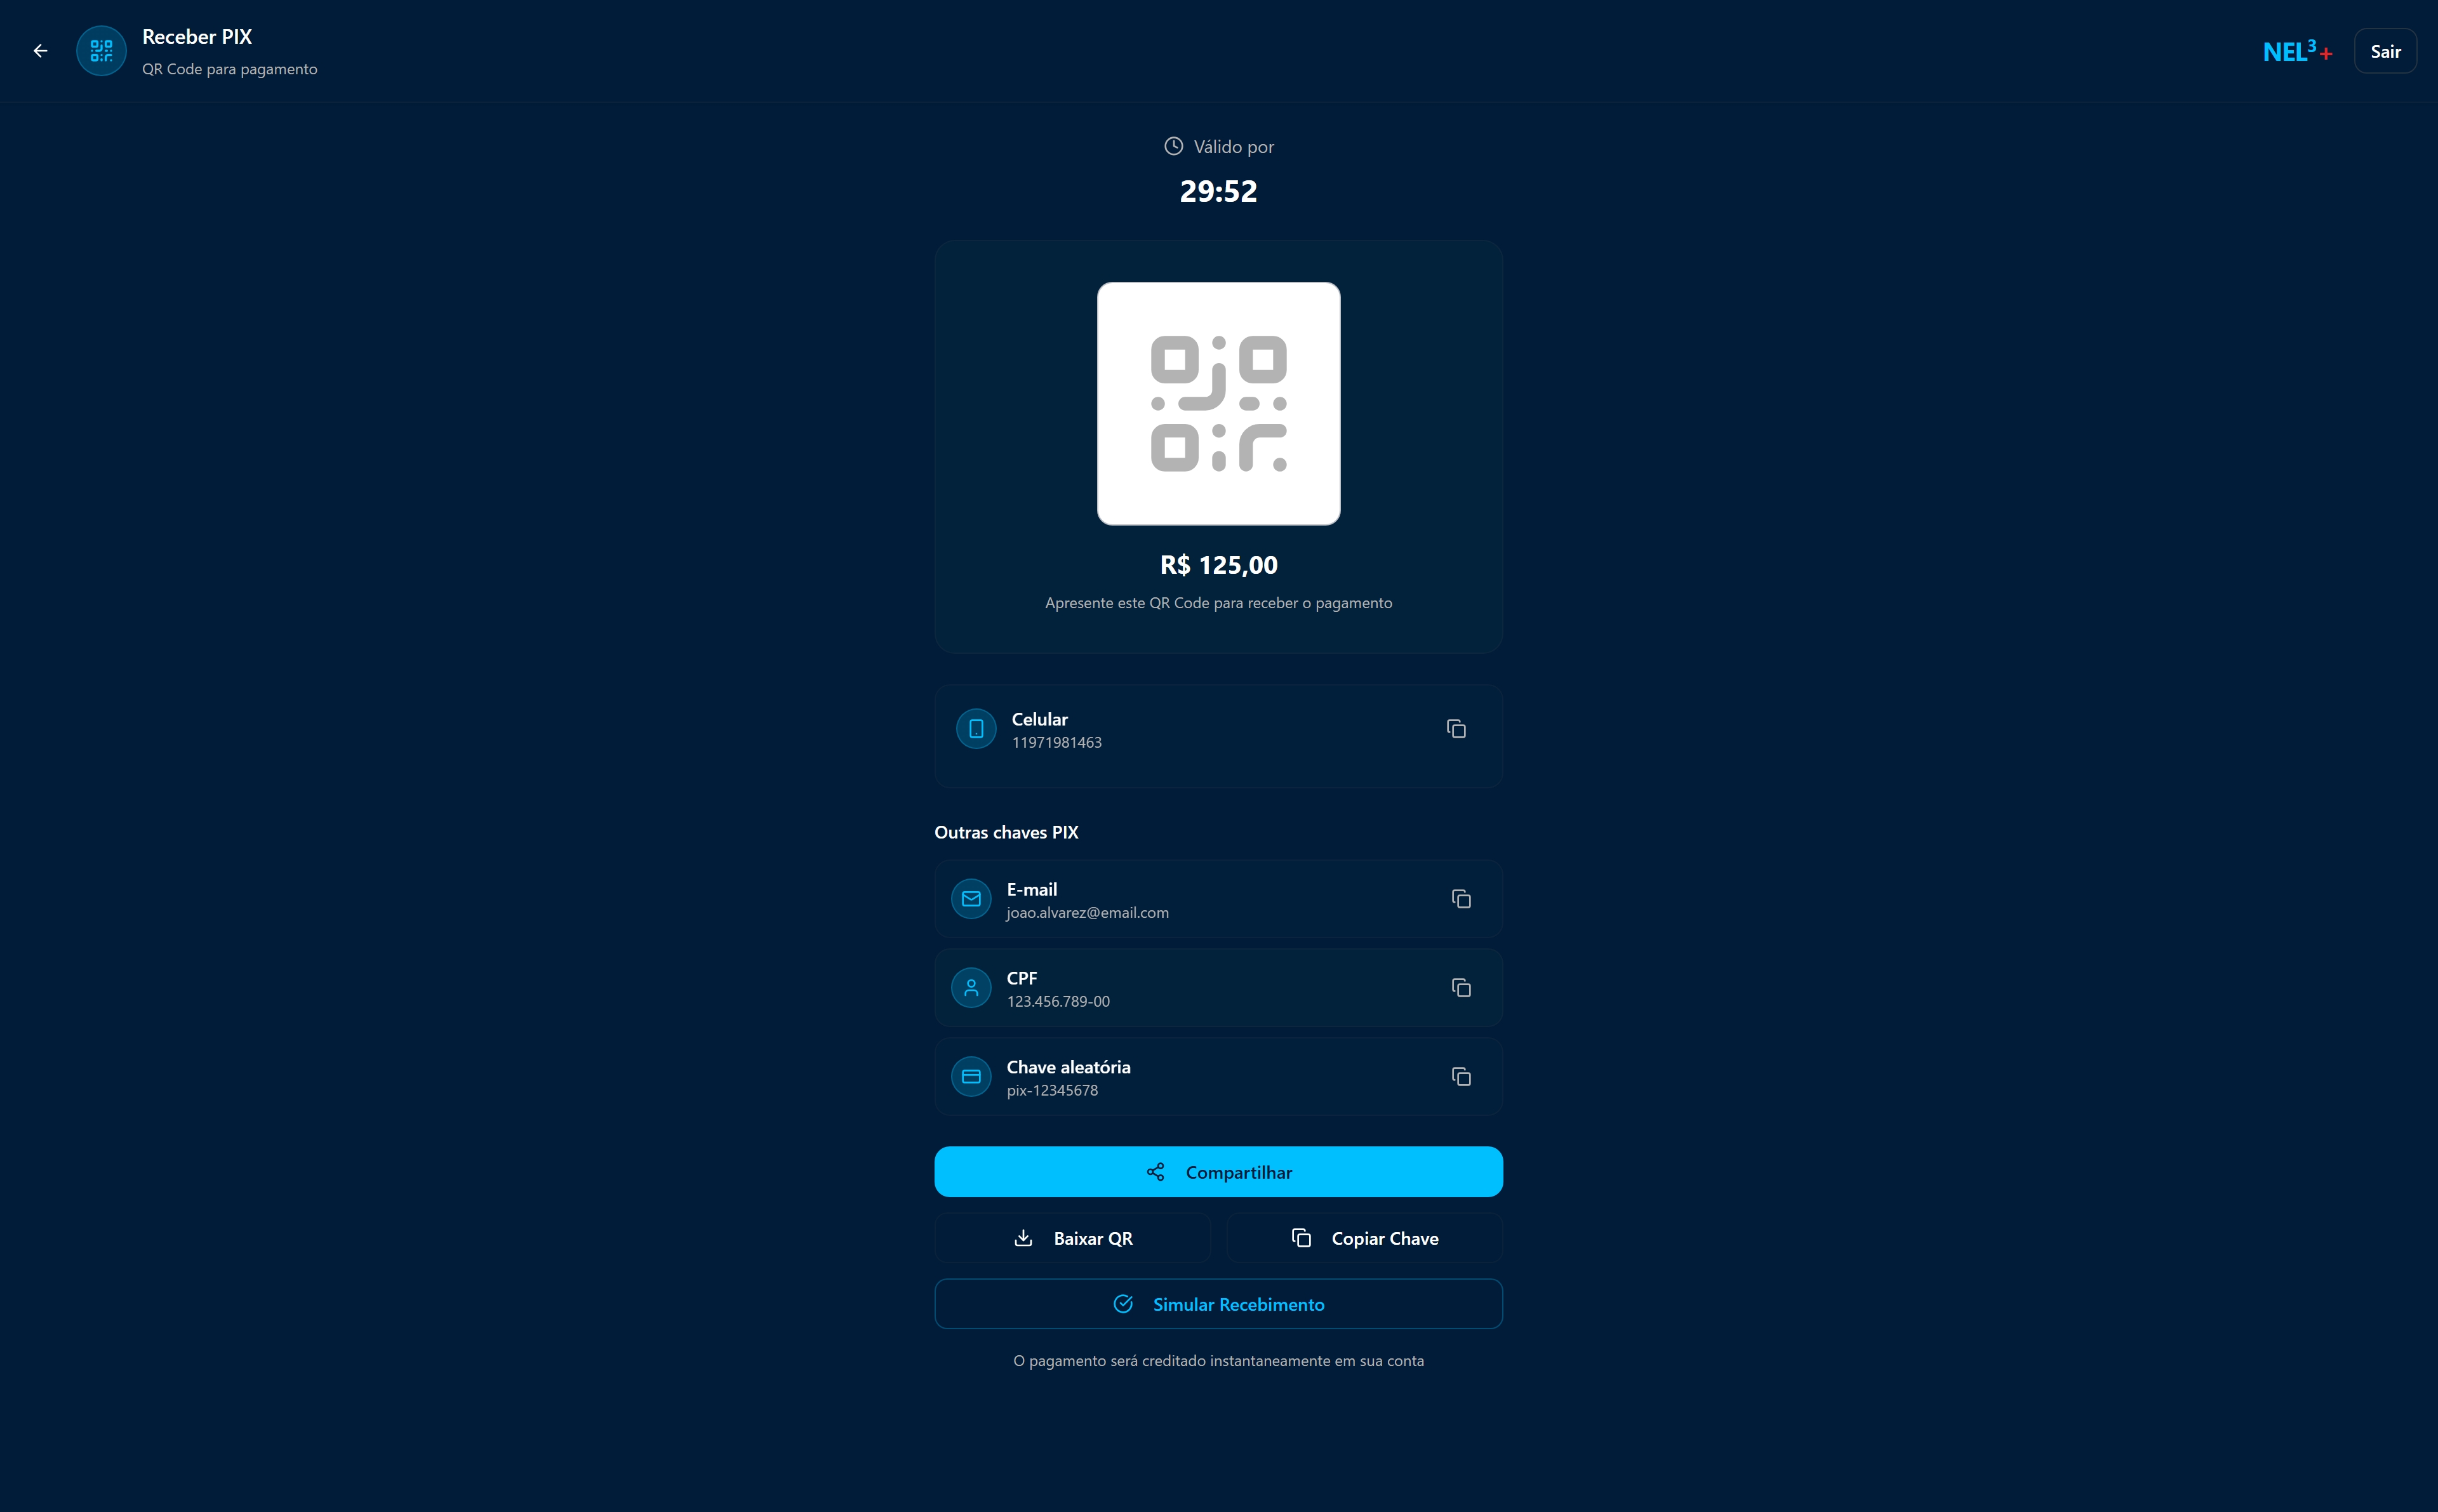 Receber PIX
QR Code para pagamento
NEL³+
Sair
Válido por
29:52
R$ 125,00
Apresente este QR Code para receber o pagamento
Celular
11971981463
Outras chaves PIX
E-mail
joao.alvarez@email.com
CPF
123.456.789-00
Chave aleatória
pix-12345678
Compartilhar
Baixar QR
Copiar Chave
Simular Recebimento
O pagamento será creditado instantaneamente em sua conta